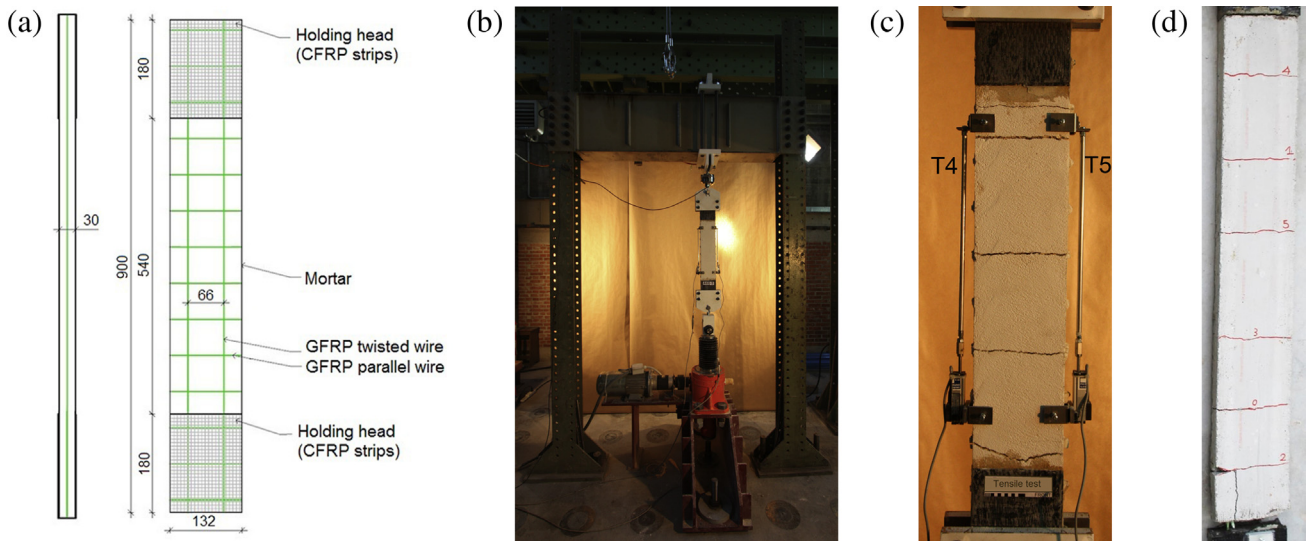 (a)
(b)
(c)
(d)
Holding head
(CFRP strips)
180
30
900
540
66
Mortar
GFRP twisted wire
GFRP parallel wire
Holding head
(CFRP strips)
180
132
T4
T5
Tensile test
4
1
5
3
0
2